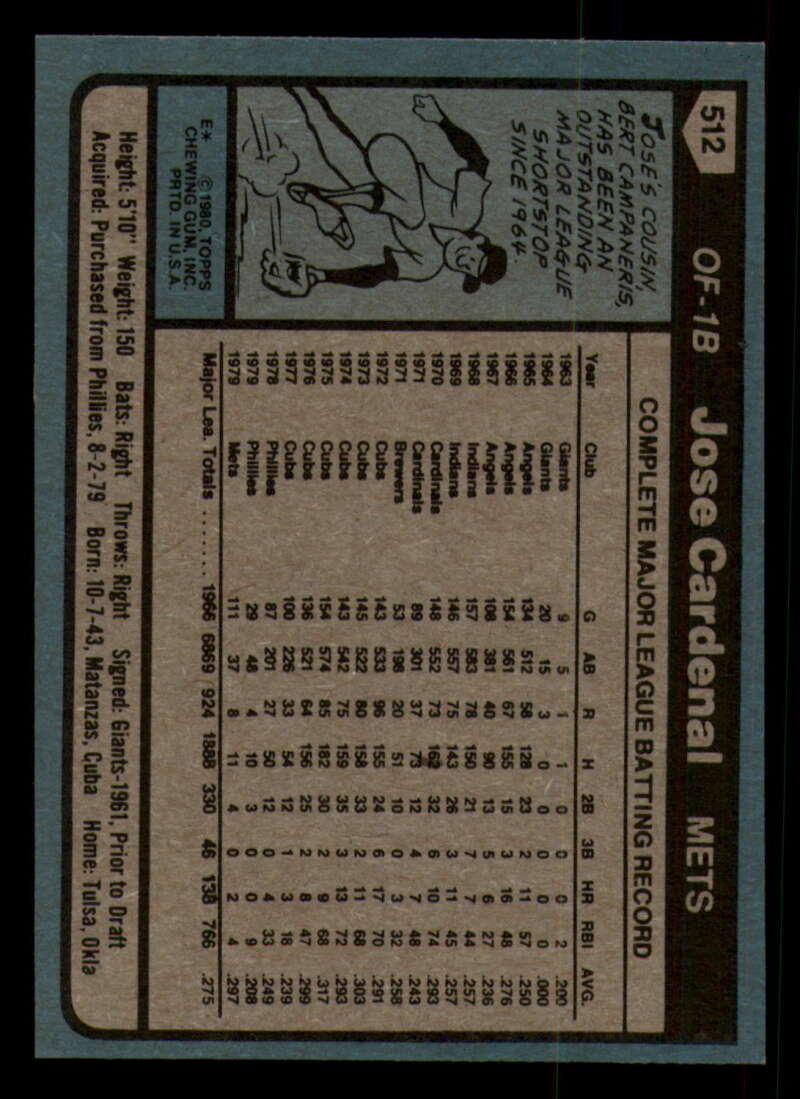 512 OF-1B Jose Cardenal METS
JOSE'S COUSIN,
BERT CAMPANERIS,
HAS BEEN AN
OUTSTANDING
MAJOR LEAGUE
SHORTSTOP
SINCE 1964.
E* © 1980, TOPPS
CHEWING GUM, INC.
PRTD. IN U.S.A.
COMPLETE MAJOR LEAGUE BATTING RECORD
Year Club G AB R H 2B 3B HR RBI AVG.
1963 Giants 9 5 1 1 0 0 0 2 .200
1964 Giants 20 15 3 0 0 0 0 0 .000
1965 Angels 134 512 58 128 23 2 11 57 .250
1966 Angels 154 561 67 155 15 3 16 48 .276
1967 Angels 108 381 40 90 13 5 6 27 .236
1968 Indians 157 583 78 150 21 7 7 44 .257
1969 Indians 146 557 75 143 26 3 11 45 .257
1970 Cardinals 148 552 73 162 32 6 10 74 .293
1971 Cardinals 89 301 37 73 12 4 7 48 .243
1971 Brewers 53 198 20 51 10 0 3 32 .258
1972 Cubs 143 533 96 155 24 6 17 70 .291
1973 Cubs 145 522 80 158 33 2 11 68 .303
1974 Cubs 143 542 75 159 35 3 13 72 .293
1975 Cubs 154 574 85 182 30 2 9 68 .317
1976 Cubs 136 521 64 156 25 2 8 47 .299
1977 Cubs 100 226 33 54 12 1 3 18 .239
1978 Phillies 87 201 27 50 12 0 4 33 .249
1979 Phillies 29 48 4 10 3 0 0 9 .208
1979 Mets 111 37 8 11 4 0 2 4 .297
Major Lea. Totals ........ 1966 6869 924 1888 330 46 138 766 .275
Height: 5'10" Weight: 150 Bats: Right Throws: Right Signed: Giants-1961, Prior to Draft
Acquired: Purchased from Phillies, 8-2-79 Born: 10-7-43, Matanzas, Cuba Home: Tulsa, Okla